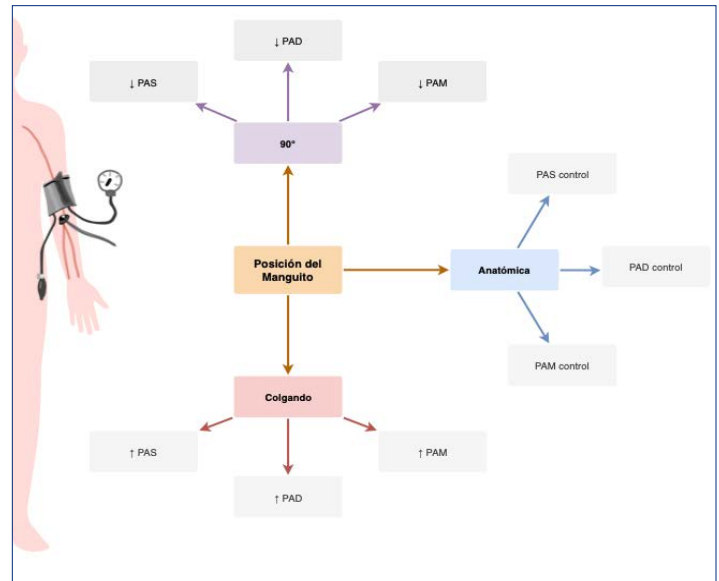 ↓ PAD
↓ PAS
↓ PAM
90°
PAS control
Posición del
Manguito
Anatómica
PAD control
PAM control
Colgando
↑ PAS
↑ PAM
↑ PAD